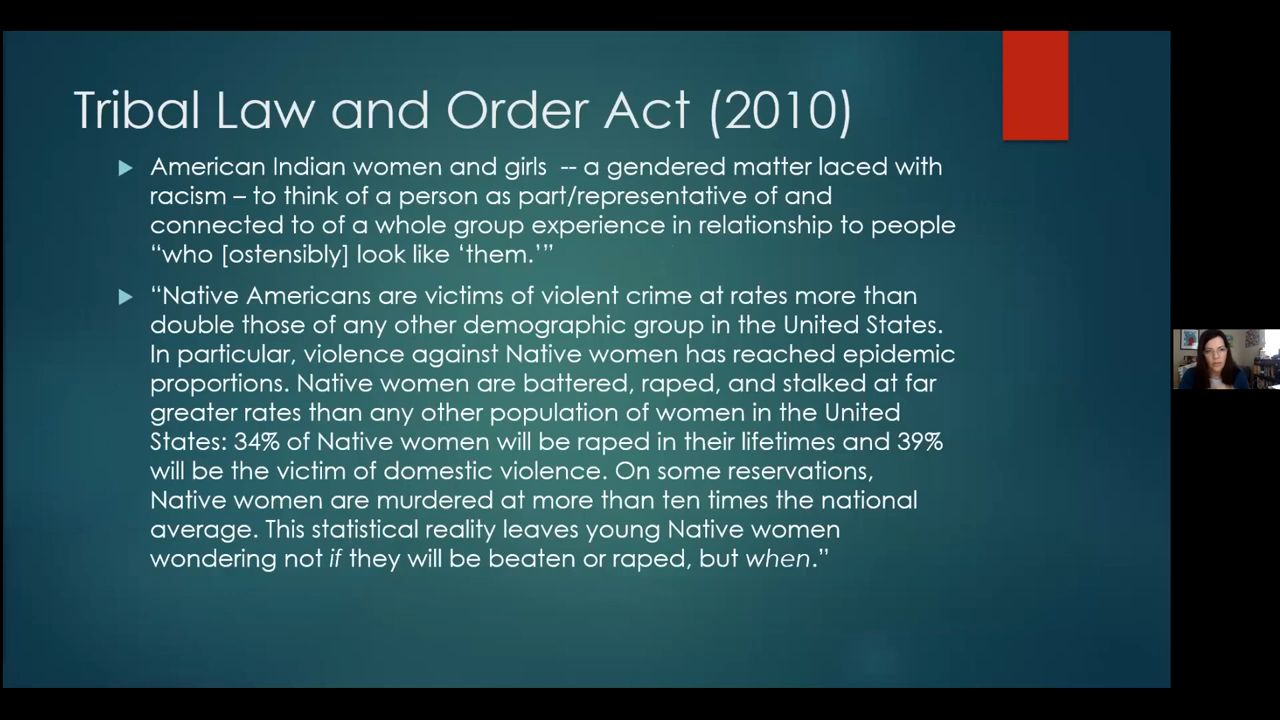 Tribal Law and Order Act (2010)
American Indian women and girls -- a gendered matter laced with
racism – to think of a person as part/representative of and
connected to of a whole group experience in relationship to people
“who [ostensibly] look like ‘them.’”
“Native Americans are victims of violent crime at rates more than
double those of any other demographic group in the United States.
In particular, violence against Native women has reached epidemic
proportions. Native women are battered, raped, and stalked at far
greater rates than any other population of women in the United
States: 34% of Native women will be raped in their lifetimes and 39%
will be the victim of domestic violence. On some reservations,
Native women are murdered at more than ten times the national
average. This statistical reality leaves young Native women
wondering not if they will be beaten or raped, but when.”